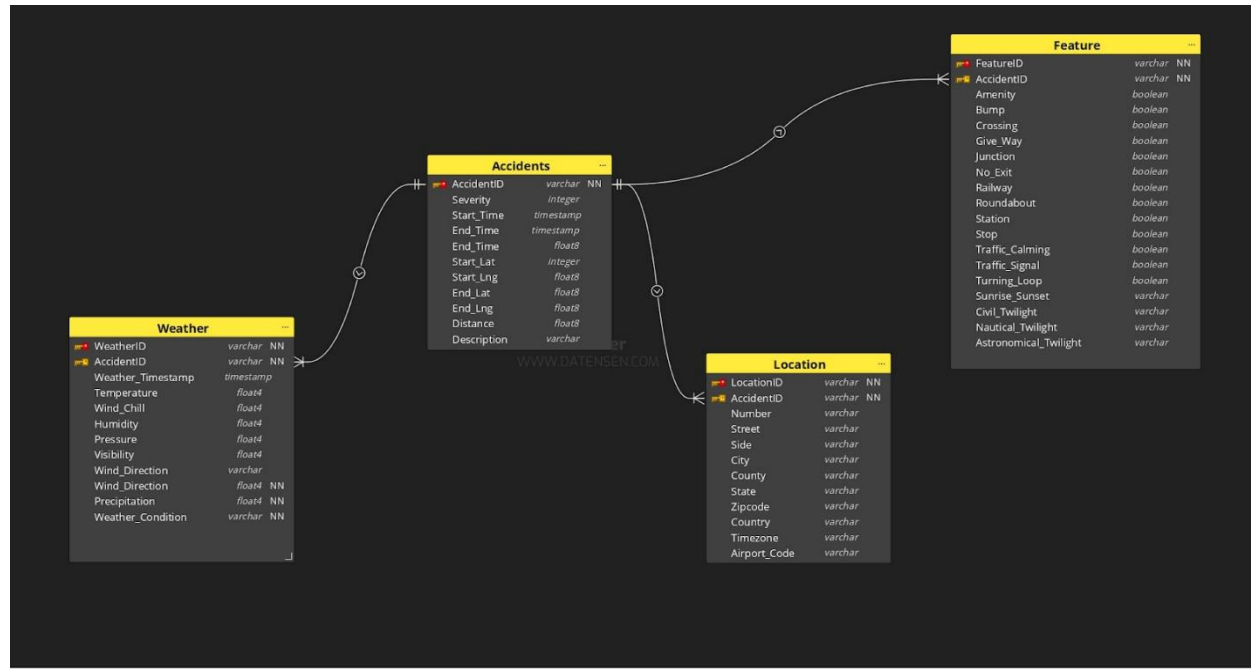 Feature ...
FeatureID varchar NN
AccidentID varchar NN
Amenity boolean
Bump boolean
Crossing boolean
Give_Way boolean
Junction boolean
No_Exit boolean
Railway boolean
Roundabout boolean
Station boolean
Stop boolean
Traffic_Calming boolean
Traffic_Signal boolean
Turning_Loop boolean
Sunrise_Sunset varchar
Civil_Twilight varchar
Nautical_Twilight varchar
Astronomical_Twilight varchar
Accidents ...
AccidentID varchar NN
Severity integer
Start_Time timestamp
End_Time timestamp
End_Time float8
Start_Lat integer
Start_Lng float8
End_Lat float8
End_Lng float8
Distance float8
Description varchar
WWW.DATENSEN.COM
Weather ...
WeatherID varchar NN
AccidentID varchar NN
Weather_Timestamp timestamp
Temperature float4
Wind_Chill float4
Humidity float4
Pressure float4
Visibility float4
Wind_Direction varchar
Wind_Direction float4 NN
Precipitation float4 NN
Weather_Condition varchar NN
Location ...
LocationID varchar NN
AccidentID varchar NN
Number varchar
Street varchar
Side varchar
City varchar
County varchar
State varchar
Zipcode varchar
Country varchar
Timezone varchar
Airport_Code varchar